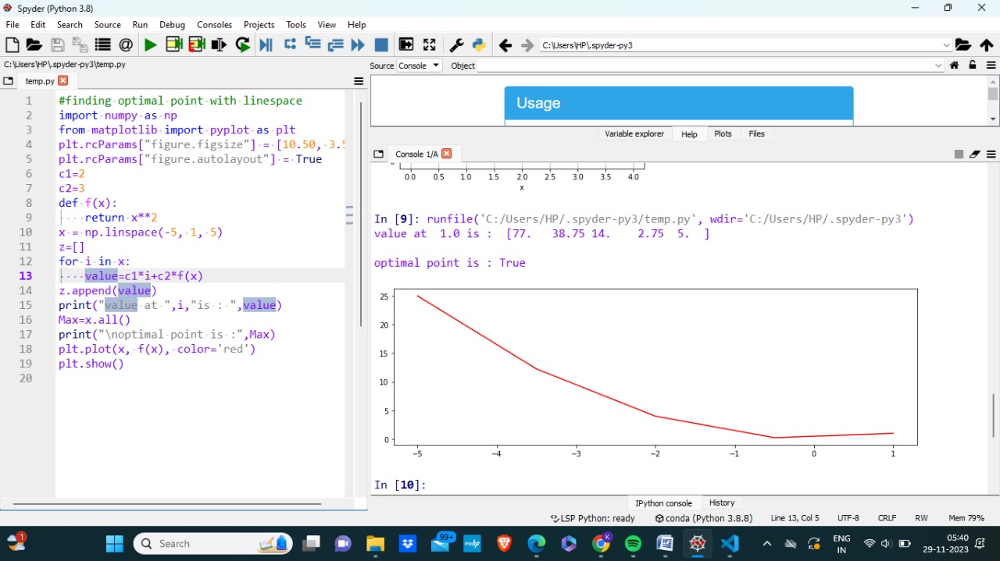 Spyder (Python 3.8)
File Edit Search Source Run Debug Consoles Projects Tools View Help
C:\Users\HP\.spyder-py3
C:\Users\HP\.spyder-py3\temp.py
Source Console Object
temp.py
1 #finding optimal point with linespace
2 import numpy as np
3 from matplotlib import pyplot as plt
4 plt.rcParams["figure.figsize"] = [10.50, 3.5
5 plt.rcParams["figure.autolayout"] = True
6 c1=2
7 c2=3
8 def f(x):
9 return x**2
10 x = np.linspace(-5, 1, 5)
11 z=[]
12 for i in x:
13 value=c1*i+c2*f(x)
14 z.append(value)
15 print("value at ",i,"is : ",value)
16 Max=x.all()
17 print("\noptimal point is :",Max)
18 plt.plot(x, f(x), color='red')
19 plt.show()
20
Usage
Variable explorer Help Plots Files
Console 1/A
0.0 0.5 1.0 1.5 2.0 2.5 3.0 3.5 4.0
x
In [9]: runfile('C:/Users/HP/.spyder-py3/temp.py', wdir='C:/Users/HP/.spyder-py3')
value at  1.0 is :  [77.   38.75 14.    2.75  5.  ]
optimal point is : True
25
20
15
10
5
0
−5 −4 −3 −2 −1 0 1
In [10]:
IPython console History
LSP Python: ready conda (Python 3.8.8) Line 13, Col 5 UTF-8 CRLF RW Mem 79%
1
Search
99+
mhp
K
ENG
IN
05:40
29-11-2023